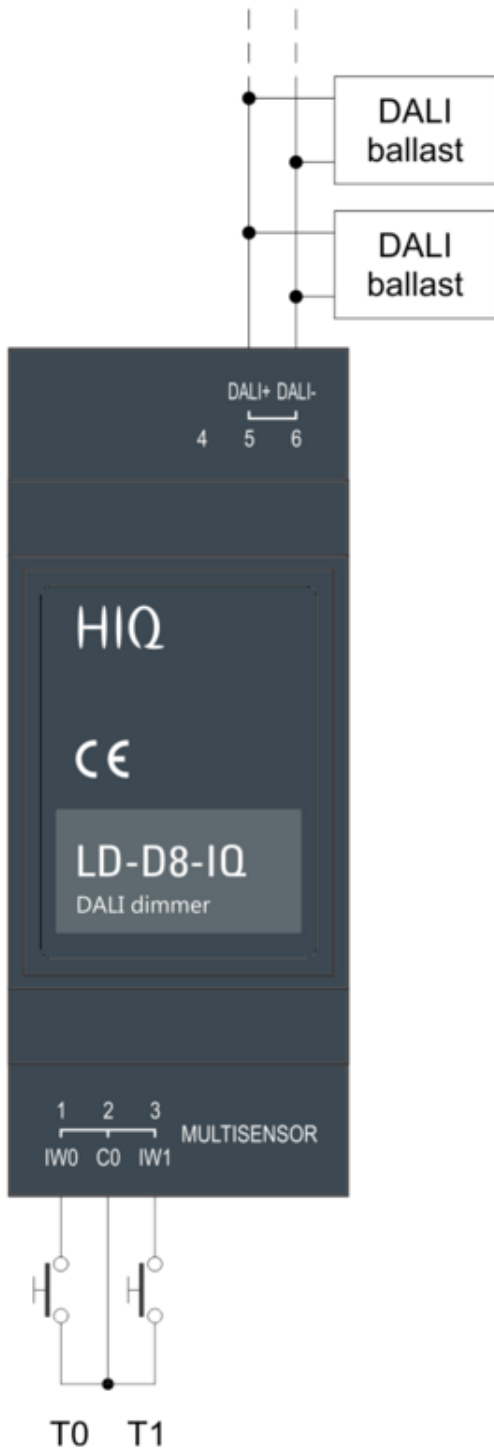 DALI
ballast
DALI
ballast
DALI+ DALI-
4 5 6
HIQ
CE
LD-D8-IQ
DALI dimmer
1 2 3
MULTISENSOR
IW0 C0 IW1
T0 T1